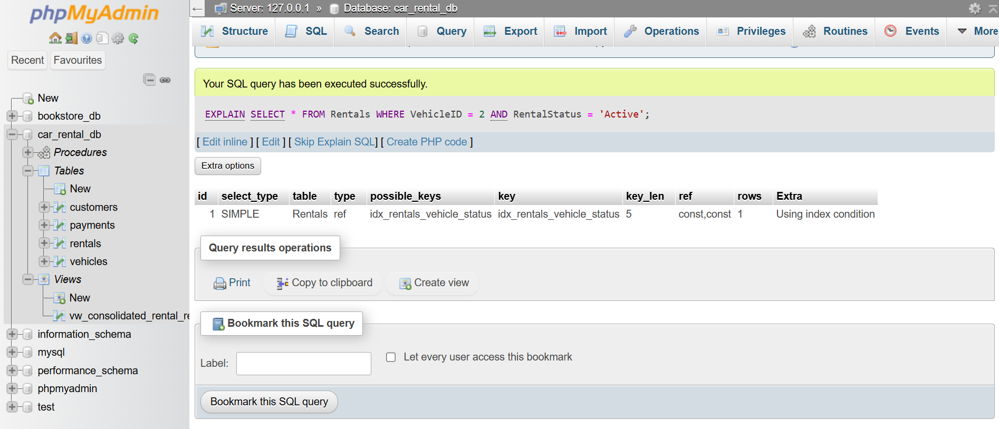 phpMyAdmin
Recent
Favourites
New
bookstore_db
car_rental_db
Procedures
Tables
New
customers
payments
rentals
vehicles
Views
New
vw_consolidated_rental_re
information_schema
mysql
performance_schema
phpmyadmin
test
Server: 127.0.0.1 » Database: car_rental_db
Structure SQL Search Query Export Import Operations Privileges Routines Events More
Your SQL query has been executed successfully.
EXPLAIN SELECT * FROM Rentals WHERE VehicleID = 2 AND RentalStatus = 'Active';
[ Edit inline ] [ Edit ] [ Skip Explain SQL] [ Create PHP code ]
Extra options
id select_type table type possible_keys key key_len ref rows Extra
1 SIMPLE Rentals ref idx_rentals_vehicle_status idx_rentals_vehicle_status 5 const,const 1 Using index condition
Query results operations
Print Copy to clipboard Create view
Bookmark this SQL query
Label: Let every user access this bookmark
Bookmark this SQL query